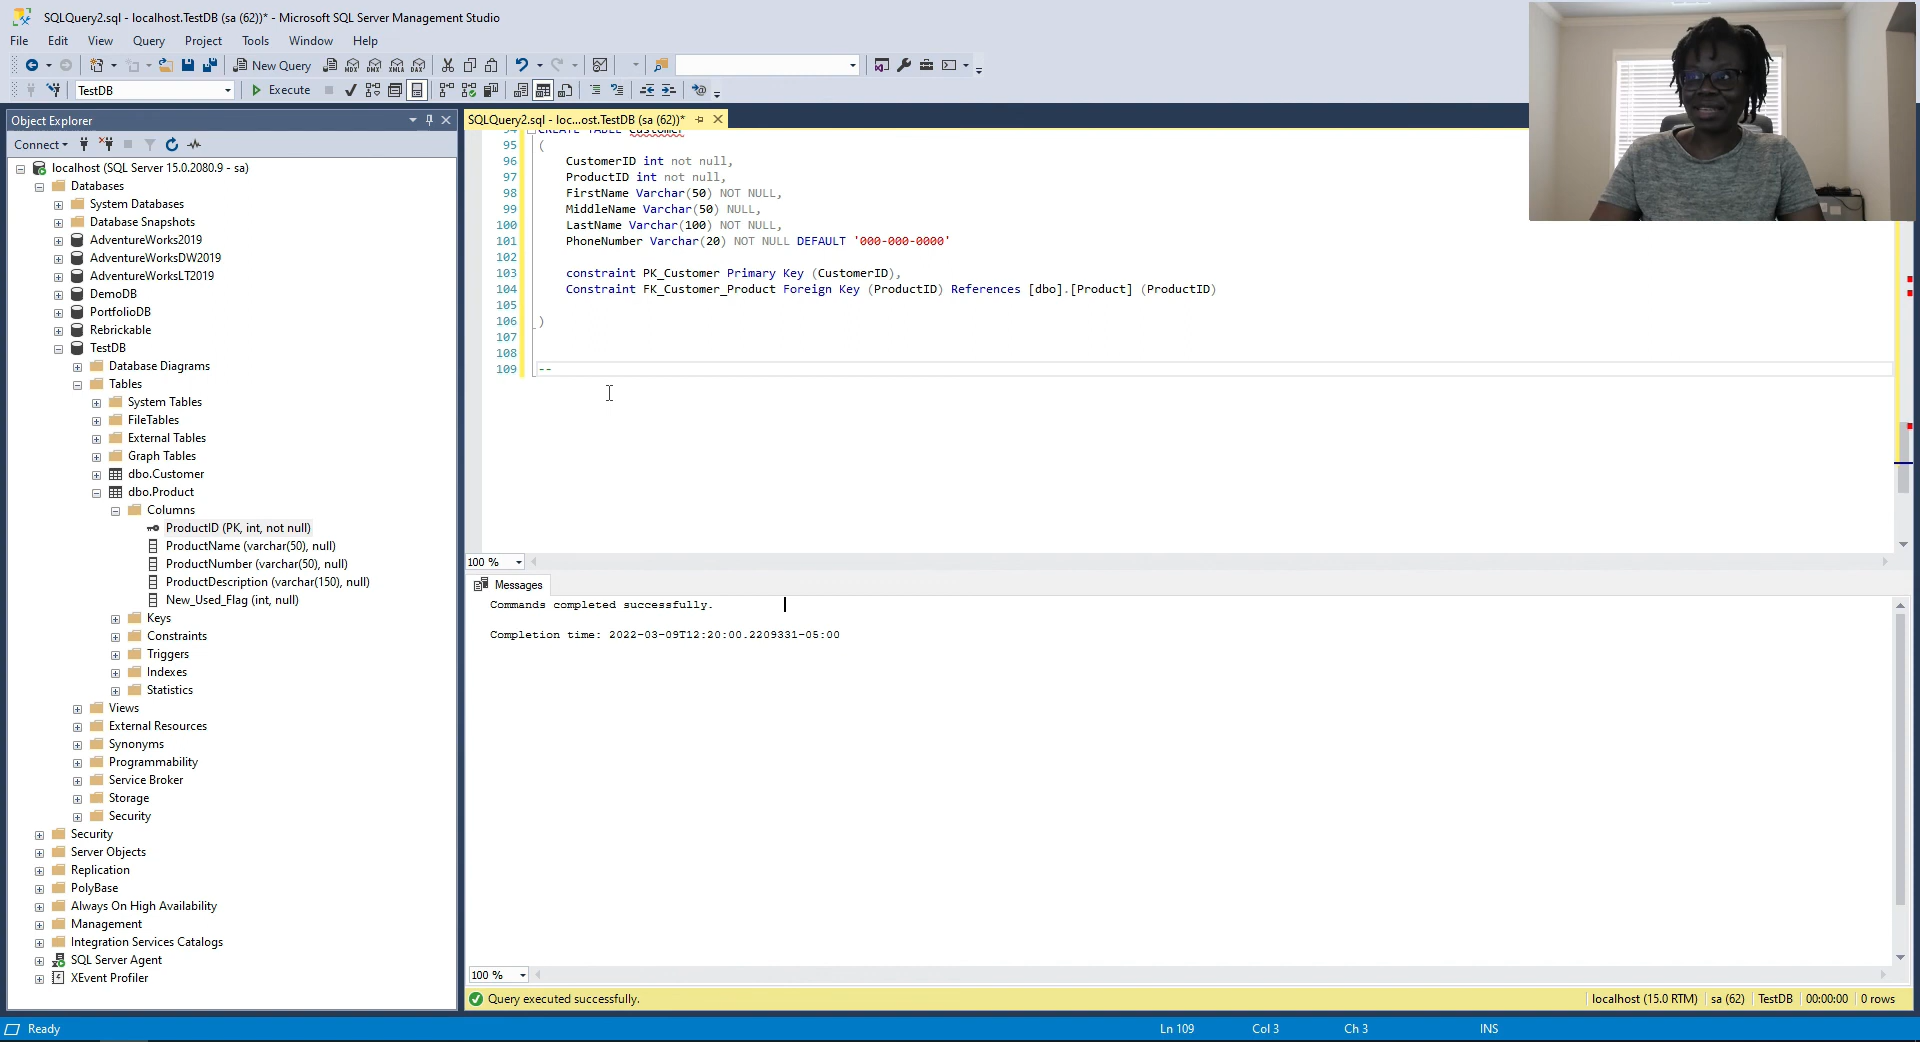 SQLQuery2.sql - localhost.TestDB (sa (62))* - Microsoft SQL Server Management Studio
File Edit View Query Project Tools Window Help
New Query
TestDB Execute
Object Explorer
Connect
localhost (SQL Server 15.0.2080.9 - sa)
Databases
System Databases
Database Snapshots
AdventureWorks2019
AdventureWorksDW2019
AdventureWorksLT2019
DemoDB
PortfolioDB
Rebrickable
TestDB
Database Diagrams
Tables
System Tables
FileTables
External Tables
Graph Tables
dbo.Customer
dbo.Product
Columns
ProductID (PK, int, not null)
ProductName (varchar(50), null)
ProductNumber (varchar(50), null)
ProductDescription (varchar(150), null)
New_Used_Flag (int, null)
Keys
Constraints
Triggers
Indexes
Statistics
Views
External Resources
Synonyms
Programmability
Service Broker
Storage
Security
Security
Server Objects
Replication
PolyBase
Always On High Availability
Management
Integration Services Catalogs
SQL Server Agent
XEvent Profiler
SQLQuery2.sql - loc...ost.TestDB (sa (62))*
94 CREATE TABLE Customer
95 (
96 CustomerID int not null,
97 ProductID int not null,
98 FirstName Varchar(50) NOT NULL,
99 MiddleName Varchar(50) NULL,
100 LastName Varchar(100) NOT NULL,
101 PhoneNumber Varchar(20) NOT NULL DEFAULT '000-000-0000'
102
103 constraint PK_Customer Primary Key (CustomerID),
104 Constraint FK_Customer_Product Foreign Key (ProductID) References [dbo].[Product] (ProductID)
105
106 )
107
108
109 --
100 %
Messages
Commands completed successfully.
Completion time: 2022-03-09T12:20:00.2209331-05:00
100 %
Query executed successfully. localhost (15.0 RTM) sa (62) TestDB 00:00:00 0 rows
Ready Ln 109 Col 3 Ch 3 INS